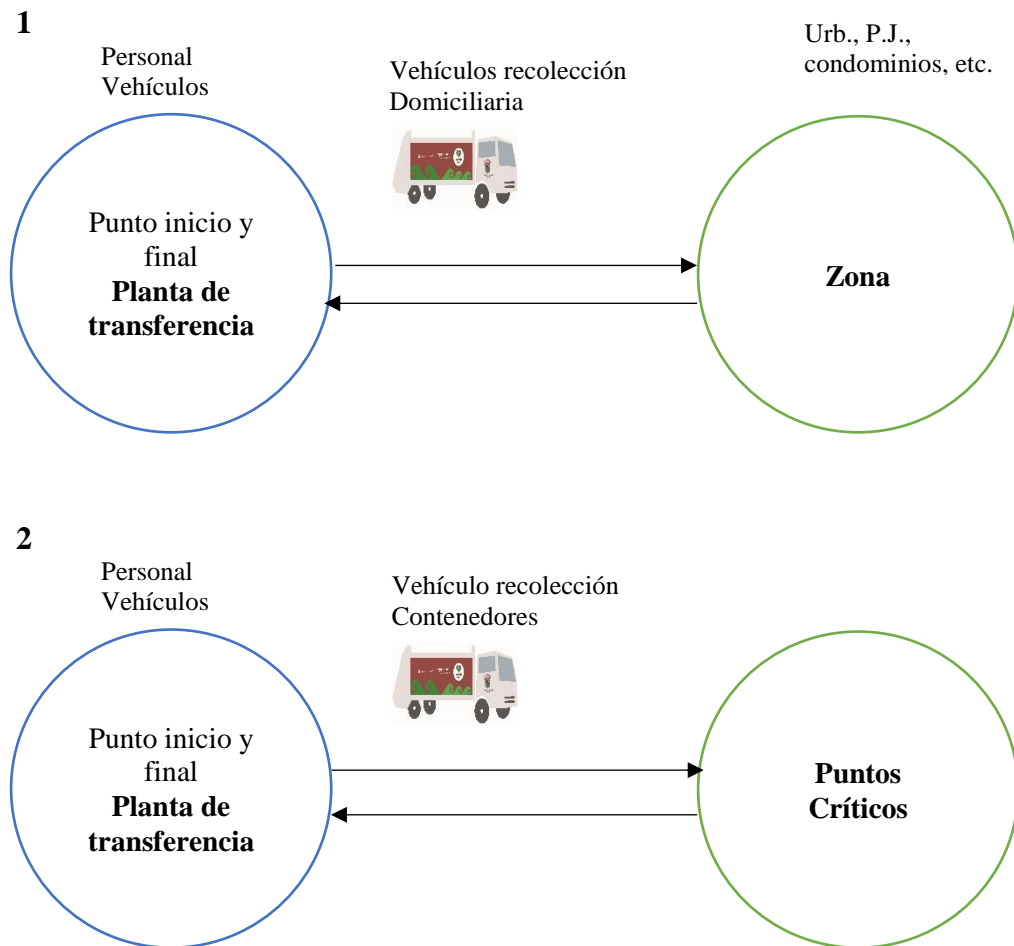 1
Personal
Vehículos
Vehículos recolección
Domiciliaria
Urb., P.J.,
condominios, etc.
Punto inicio y
final
Planta de
transferencia
Zona
2
Personal
Vehículos
Vehículo recolección
Contenedores
Punto inicio y
final
Planta de
transferencia
Puntos
Críticos